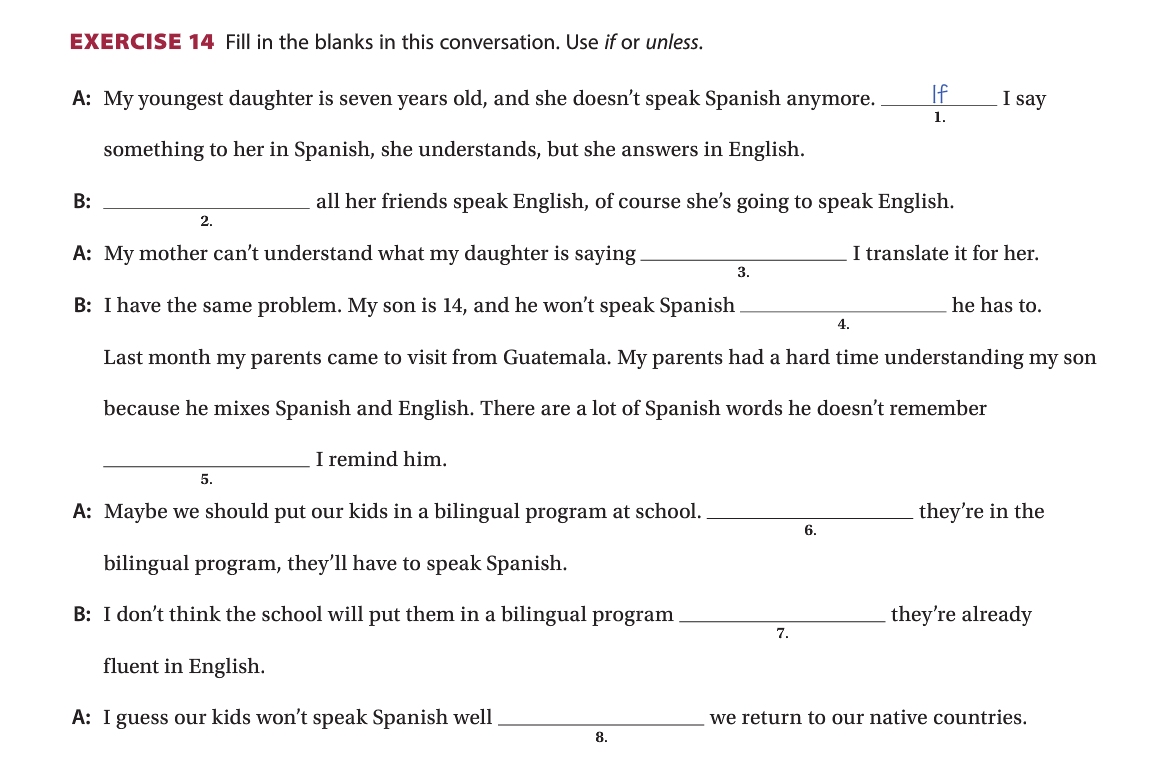 EXERCISE 14 Fill in the blanks in this conversation. Use if or unless.
A: My youngest daughter is seven years old, and she doesn’t speak Spanish anymore. If I say
1.
something to her in Spanish, she understands, but she answers in English.
B: ____________________ all her friends speak English, of course she’s going to speak English.
2.
A: My mother can’t understand what my daughter is saying ____________________ I translate it for her.
3.
B: I have the same problem. My son is 14, and he won’t speak Spanish ____________________ he has to.
4.
Last month my parents came to visit from Guatemala. My parents had a hard time understanding my son
because he mixes Spanish and English. There are a lot of Spanish words he doesn’t remember
____________________ I remind him.
5.
A: Maybe we should put our kids in a bilingual program at school. ____________________ they’re in the
6.
bilingual program, they’ll have to speak Spanish.
B: I don’t think the school will put them in a bilingual program ____________________ they’re already
7.
fluent in English.
A: I guess our kids won’t speak Spanish well ____________________ we return to our native countries.
8.